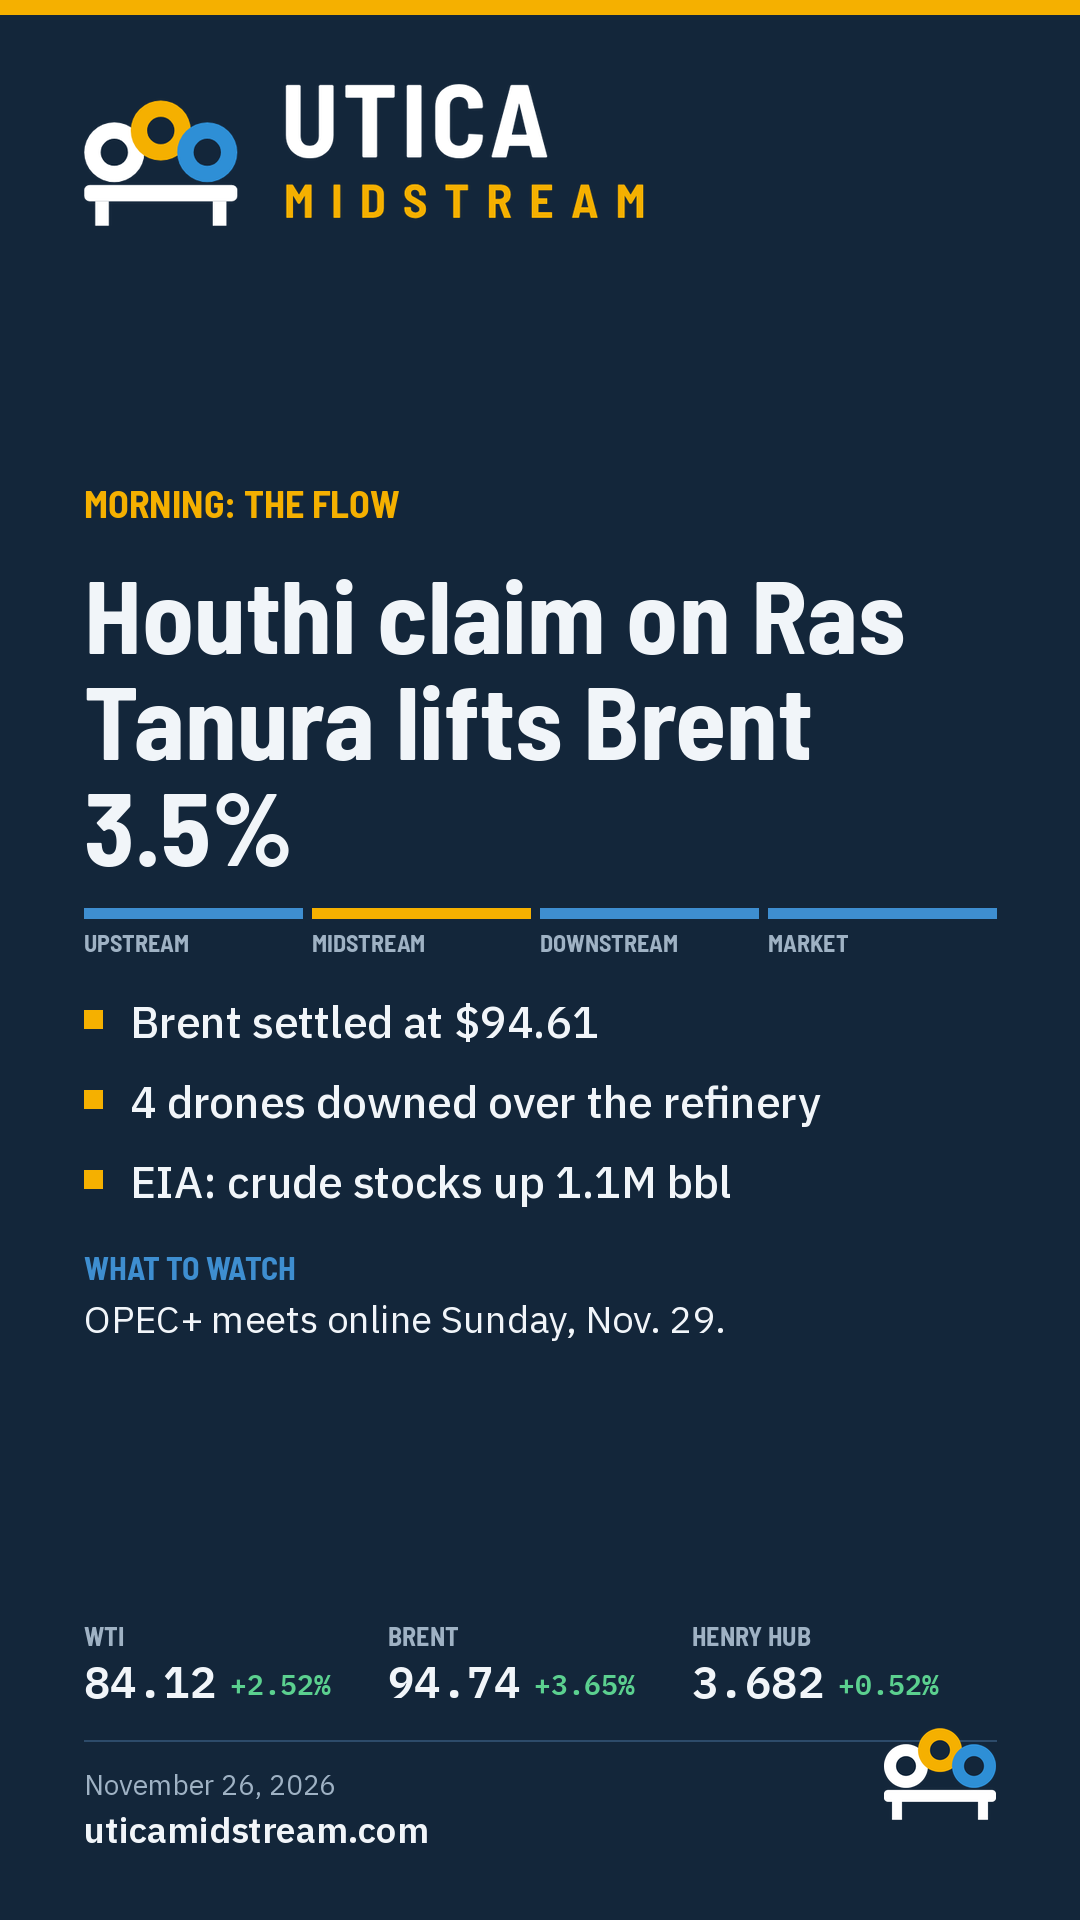 UTICA
MIDSTREAM
MORNING: THE FLOW
Houthi claim on Ras
Tanura lifts Brent
3.5%
UPSTREAM MIDSTREAM DOWNSTREAM MARKET
Brent settled at $94.61
4 drones downed over the refinery
EIA: crude stocks up 1.1M bbl
WHAT TO WATCH
OPEC+ meets online Sunday, Nov. 29.
WTI BRENT HENRY HUB
84.12 +2.52% 94.74 +3.65% 3.682 +0.52%
November 26, 2026
uticamidstream.com